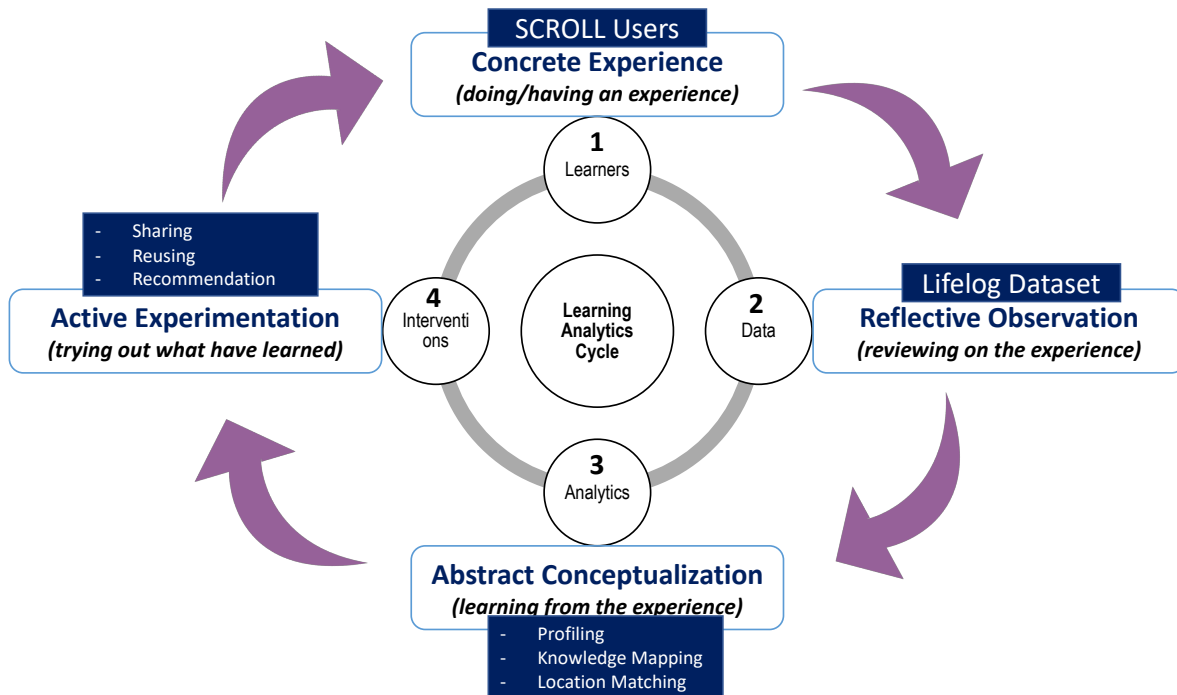 SCROLL Users
Concrete Experience
(doing/having an experience)
1
Learners
- Sharing
- Reusing
- Recommendation
Active Experimentation
(trying out what have learned)
4
Interventi
ons
Learning
Analytics
Cycle
2
Data
Lifelog Dataset
Reflective Observation
(reviewing on the experience)
3
Analytics
Abstract Conceptualization
(learning from the experience)
- Profiling
- Knowledge Mapping
- Location Matching